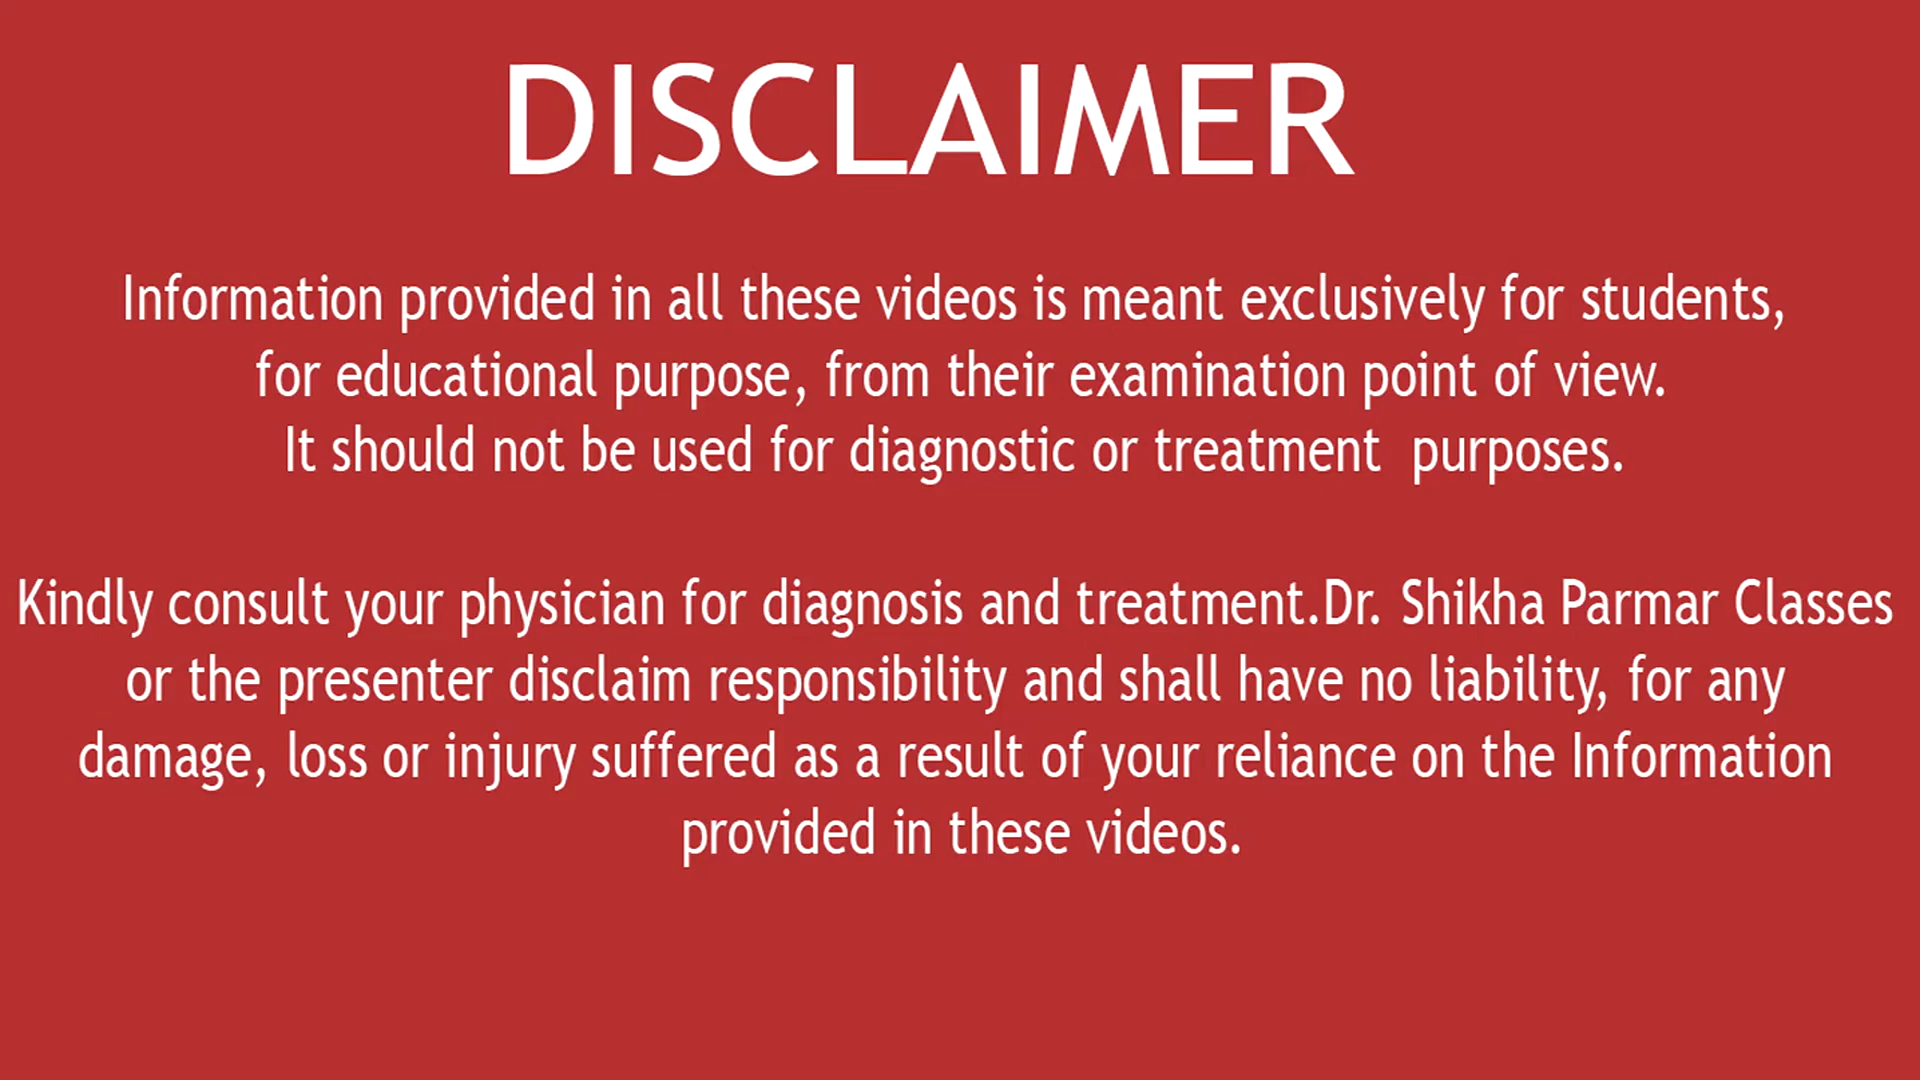 DISCLAIMER
Information provided in all these videos is meant exclusively for students,
for educational purpose, from their examination point of view.
It should not be used for diagnostic or treatment  purposes.
Kindly consult your physician for diagnosis and treatment.Dr. Shikha Parmar Classes
or the presenter disclaim responsibility and shall have no liability, for any
damage, loss or injury suffered as a result of your reliance on the Information
provided in these videos.